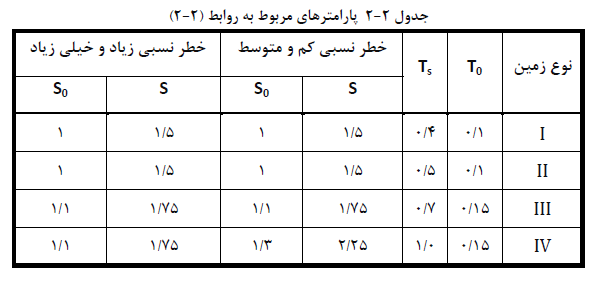 جدول ۲-۲ پارامترهای مربوط به روابط (۲-۲)
نوع زمین T0 Ts خطر نسبی کم و متوسط خطر نسبی زیاد و خیلی زیاد
S S0 S S0
I ۰/۱ ۰/۴ ۱/۵ ۱ ۱/۵ ۱
II ۰/۱ ۰/۵ ۱/۵ ۱ ۱/۵ ۱
III ۰/۱۵ ۰/۷ ۱/۷۵ ۱/۱ ۱/۷۵ ۱/۱
IV ۰/۱۵ ۱/۰ ۲/۲۵ ۱/۳ ۱/۷۵ ۱/۱